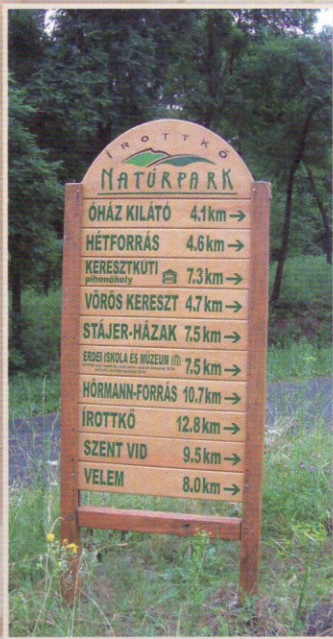 ÍROTTKŐ
NATÚRPARK
ÓHÁZ KILÁTÓ 4.1km →
HÉTFORRÁS 4.6km →
KERESZTKÚTI 7.3km →
pihenőhely
VÖRÖS KERESZT 4.7km →
STÁJER-HÁZAK 7.5km →
ERDEI ISKOLA ÉS MÚZEUM 7.5km →
HÖRMANN-FORRÁS 10.7km →
ÍROTTKŐ 12.8km →
SZENT VID 9.5km →
VELEM 8.0km →